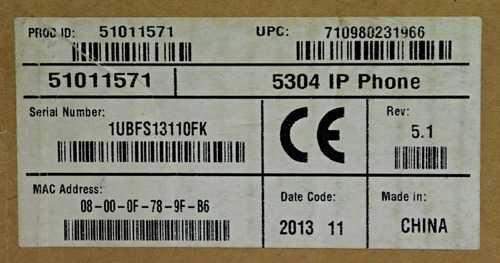 PROD ID: 51011571 UPC: 710980231966
51011571 5304 IP Phone
Serial Number:
1UBFS13110FK
CE
Rev:
5.1
MAC Address:
08-00-0F-78-9F-B6
Date Code:
2013 11
Made in:
CHINA